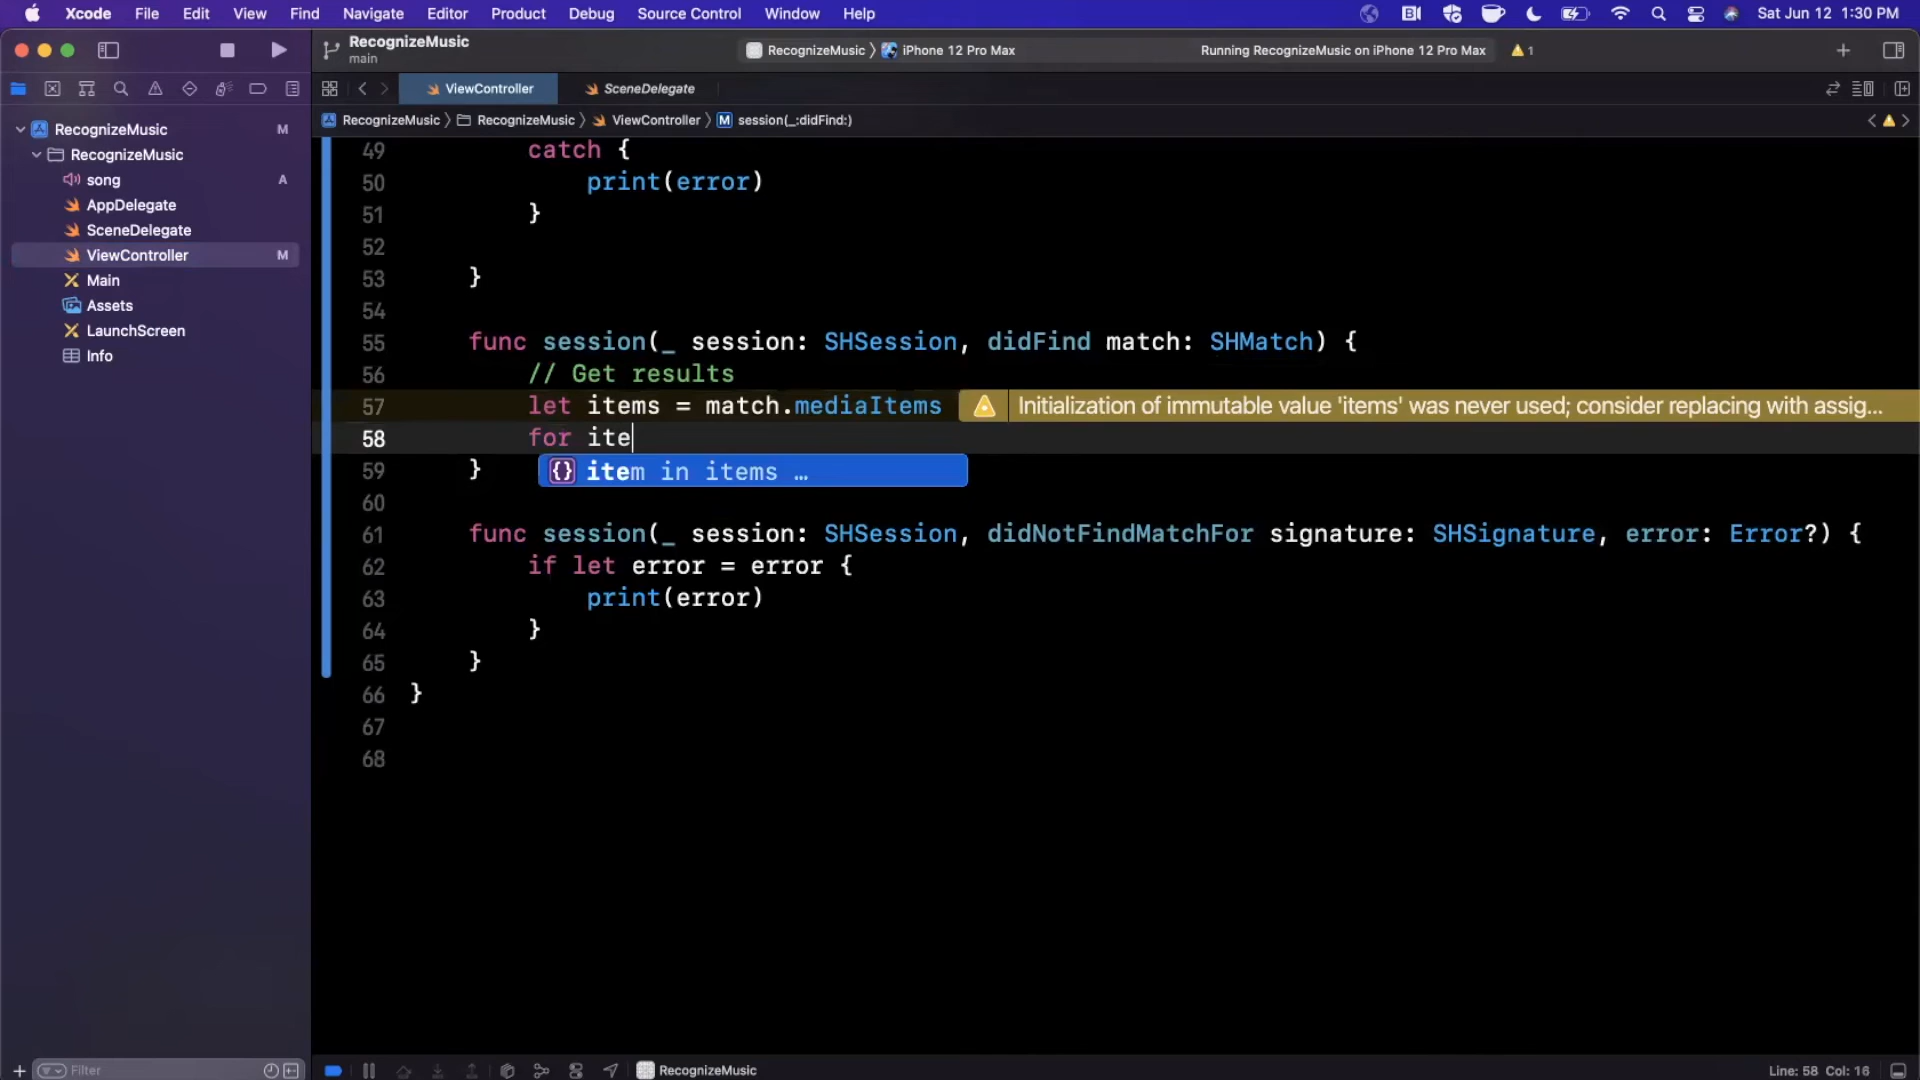 Xcode File Edit View Find Navigate Editor Product Debug Source Control Window Help Sat Jun 12 1:30 PM
RecognizeMusic
main
RecognizeMusic iPhone 12 Pro Max Running RecognizeMusic on iPhone 12 Pro Max 1
ViewController SceneDelegate
RecognizeMusic RecognizeMusic ViewController M session(_:didFind:)
RecognizeMusic M
RecognizeMusic
song A
AppDelegate
SceneDelegate
ViewController M
Main
Assets
LaunchScreen
Info
49 catch {
50 print(error)
51 }
52
53 }
54
55 func session(_ session: SHSession, didFind match: SHMatch) {
56 // Get results
57 let items = match.mediaItems Initialization of immutable value 'items' was never used; consider replacing with assig...
58 for ite
{} item in items …
59 }
60
61 func session(_ session: SHSession, didNotFindMatchFor signature: SHSignature, error: Error?) {
62 if let error = error {
63 print(error)
64 }
65 }
66 }
67
68
Filter
RecognizeMusic Line: 58 Col: 16